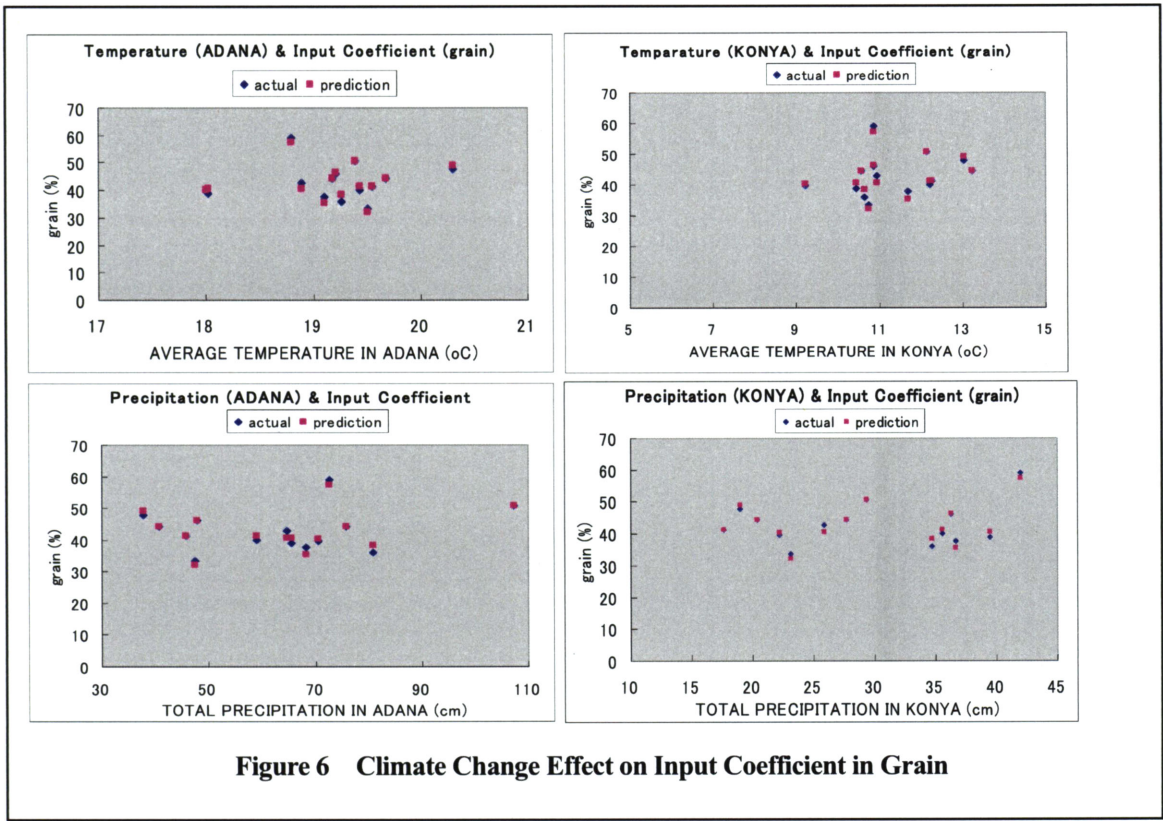 Temperature (ADANA) & Input Coefficient (grain)
actual prediction
70
60
50
40
30
20
10
0
grain (%)
17 18 19 20 21
AVERAGE TEMPERATURE IN ADANA (oC)
Temparature (KONYA) & Input Coefficient (grain)
actual prediction
70
60
50
40
30
20
10
0
grain (%)
5 7 9 11 13 15
AVERAGE TEMPERATURE IN KONYA (oC)
Precipitation (ADANA) & Input Coefficient
actual prediction
70
60
50
40
30
20
10
0
grain (%)
30 50 70 90 110
TOTAL PRECIPITATION IN ADANA (cm)
Precipitation (KONYA) & Input Coefficient (grain)
actual prediction
70
60
50
40
30
20
10
0
grain (%)
10 15 20 25 30 35 40 45
TOTAL PRECIPITATION IN KONYA (cm)
Figure 6 Climate Change Effect on Input Coefficient in Grain